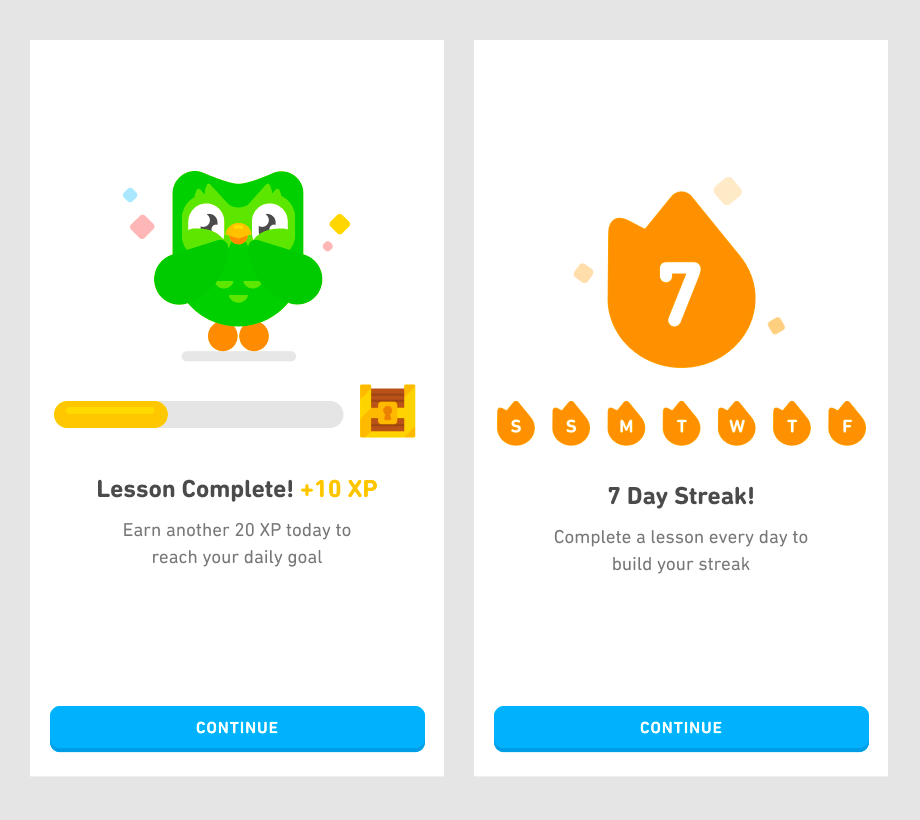 Lesson Complete! +10 XP
Earn another 20 XP today to
reach your daily goal
CONTINUE
7
S S M T W T F
7 Day Streak!
Complete a lesson every day to
build your streak
CONTINUE